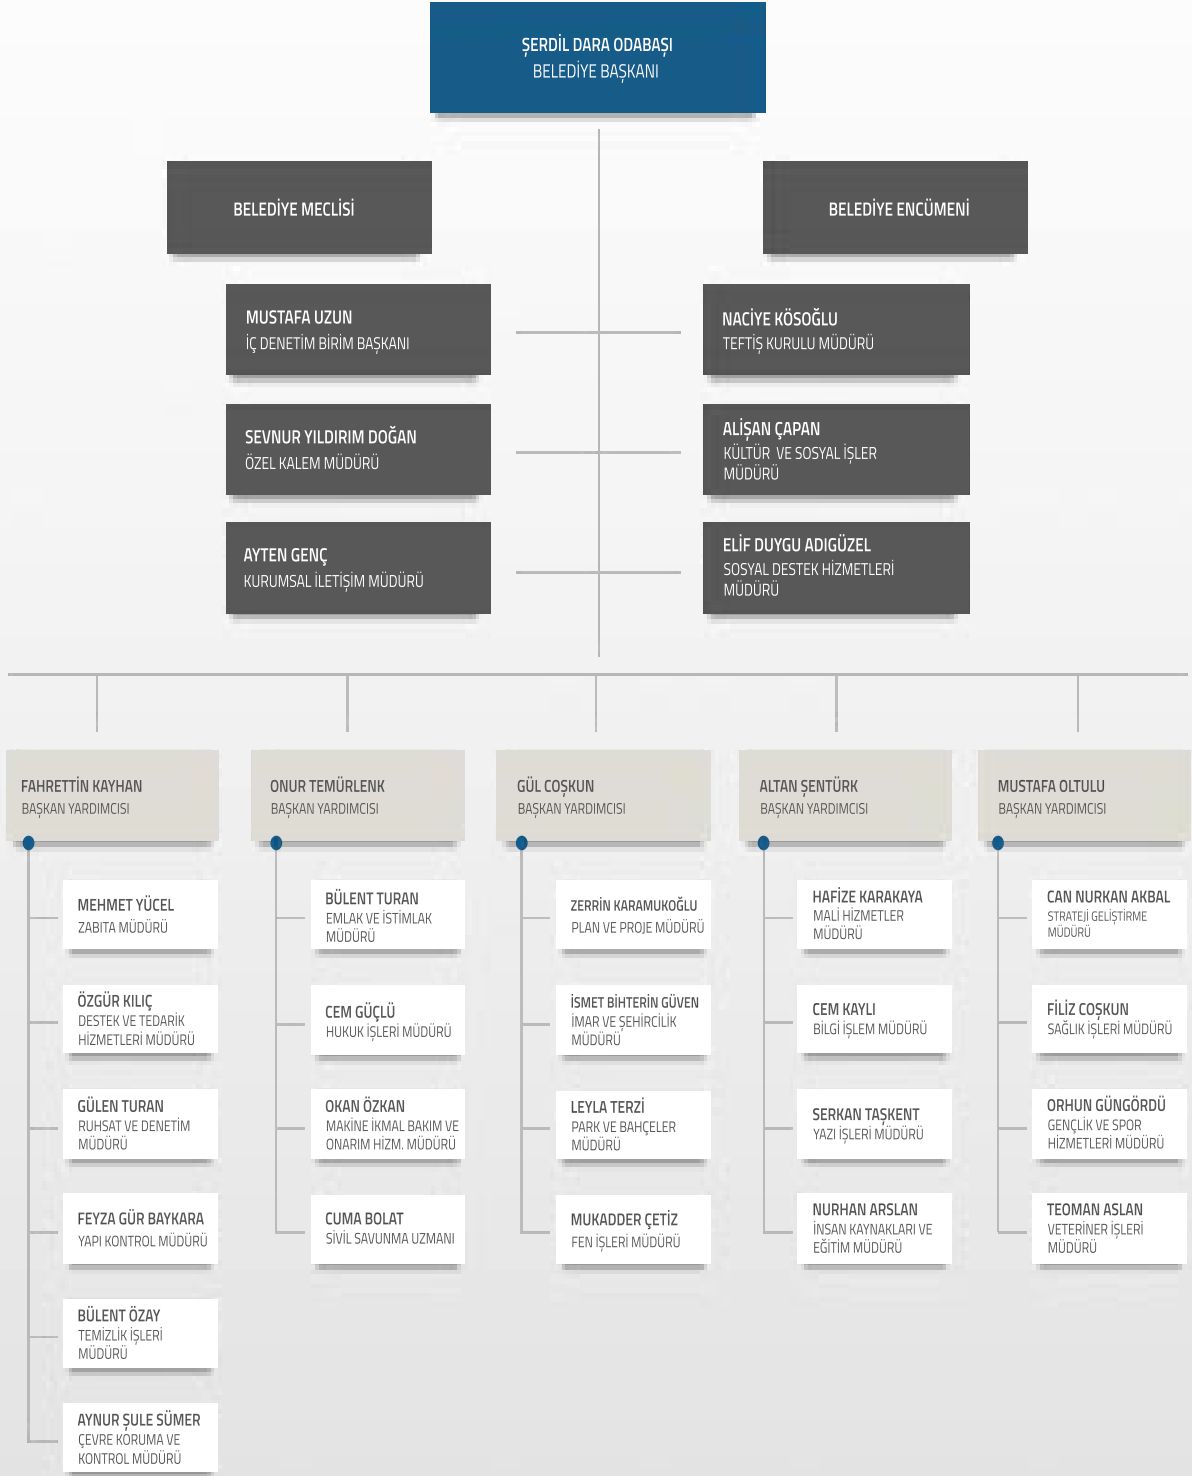 ŞERDİL DARA ODABAŞI
BELEDİYE BAŞKANI
BELEDİYE MECLİSİ
BELEDİYE ENCÜMENİ
MUSTAFA UZUN
İÇ DENETİM BİRİM BAŞKANI
NACİYE KÖSOĞLU
TEFTİŞ KURULU MÜDÜRÜ
SEVNUR YILDIRIM DOĞAN
ÖZEL KALEM MÜDÜRÜ
ALİŞAN ÇAPAN
KÜLTÜR VE SOSYAL İŞLER
MÜDÜRÜ
AYTEN GENÇ
KURUMSAL İLETİŞİM MÜDÜRÜ
ELİF DUYGU ADIGÜZEL
SOSYAL DESTEK HİZMETLERİ
MÜDÜRÜ
FAHRETTİN KAYHAN
BAŞKAN YARDIMCISI
MEHMET YÜCEL
ZABITA MÜDÜRÜ
ÖZGÜR KILIÇ
DESTEK VE TEDARİK
HİZMETLERİ MÜDÜRÜ
GÜLEN TURAN
RUHSAT VE DENETİM
MÜDÜRÜ
FEYZA GÜR BAYKARA
YAPI KONTROL MÜDÜRÜ
BÜLENT ÖZAY
TEMİZLİK İŞLERİ
MÜDÜRÜ
AYNUR ŞULE SÜMER
ÇEVRE KORUMA VE
KONTROL MÜDÜRÜ
ONUR TEMÜRLENK
BAŞKAN YARDIMCISI
BÜLENT TURAN
EMLAK VE İSTİMLAK
MÜDÜRÜ
CEM GÜÇLÜ
HUKUK İŞLERİ MÜDÜRÜ
OKAN ÖZKAN
MAKİNE İKMAL BAKIM VE
ONARIM HİZM. MÜDÜRÜ
CUMA BOLAT
SİVİL SAVUNMA UZMANI
GÜL COŞKUN
BAŞKAN YARDIMCISI
ZERRİN KARAMUKOĞLU
PLAN VE PROJE MÜDÜRÜ
İSMET BİHTERİN GÜVEN
İMAR VE ŞEHİRCİLİK
MÜDÜRÜ
LEYLA TERZİ
PARK VE BAHÇELER
MÜDÜRÜ
MUKADDER ÇETİZ
FEN İŞLERİ MÜDÜRÜ
ALTAN ŞENTÜRK
BAŞKAN YARDIMCISI
HAFİZE KARAKAYA
MALİ HİZMETLER
MÜDÜRÜ
CEM KAYLI
BİLGİ İŞLEM MÜDÜRÜ
SERKAN TAŞKENT
YAZI İŞLERİ MÜDÜRÜ
NURHAN ARSLAN
İNSAN KAYNAKLARI VE
EĞİTİM MÜDÜRÜ
MUSTAFA OLTULU
BAŞKAN YARDIMCISI
CAN NURKAN AKBAL
STRATEJİ GELİŞTİRME
MÜDÜRÜ
FİLİZ COŞKUN
SAĞLIK İŞLERİ MÜDÜRÜ
ORHUN GÜNGÖRDÜ
GENÇLİK VE SPOR
HİZMETLERİ MÜDÜRÜ
TEOMAN ASLAN
VETERİNER İŞLERİ
MÜDÜRÜ